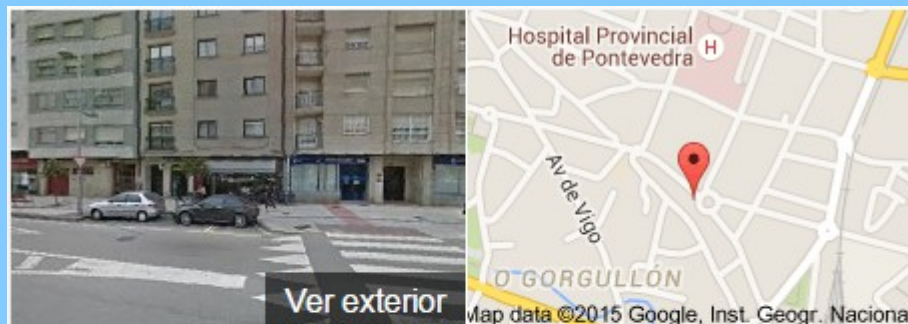 Ver exterior
Hospital Provincial
de Pontevedra
H
Av de Vigo
O GORGULLÓN
Map data ©2015 Google, Inst. Geogr. Naciona